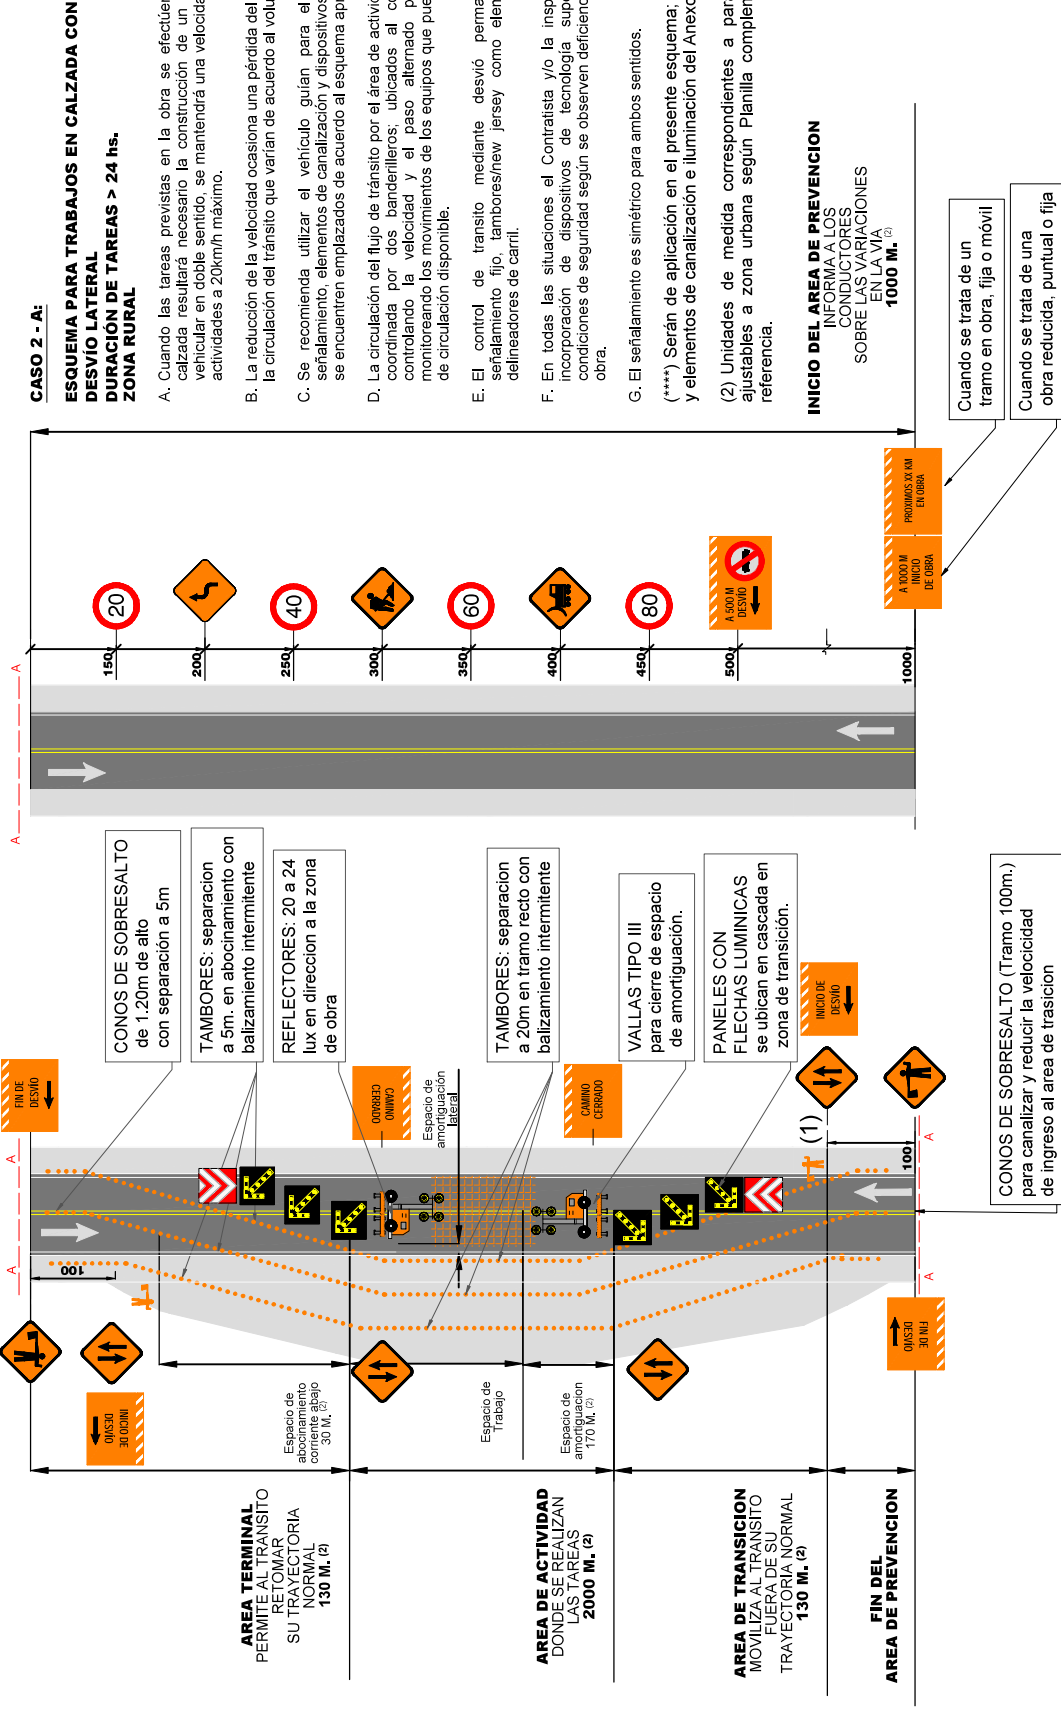 CASO 2 - A:
ESQUEMA PARA TRABAJOS EN CALZADA CON
DESVÍO LATERAL
DURACIÓN DE TAREAS > 24 hs.
ZONA RURAL
A. Cuando las tareas previstas en la obra se efectúe
calzada resultará necesario la construcción de un
vehicular en doble sentido, se mantendrá una velocida
actividades a 20km/h máximo.
B. La reducción de la velocidad ocasiona una pérdida del
la circulación del tránsito que varían de acuerdo al volu
C. Se recomienda utilizar el vehículo guían para el
señalamiento, elementos de canalización y dispositivos
se encuentren emplazados de acuerdo al esquema apr
D. La circulación del flujo de tránsito por el área de activic
coordinada por dos banderilleros; ubicados al co
controlando la velocidad y el paso alternado p
monitoreando los movimientos de los equipos que pue
de circulación disponible.
E. El control de transito mediante desvió perma
señalamiento fijo, tambores/new jersey como elen
delineadores de carril.
F. En todas las situaciones el Contratista y/o la insp
incorporación de dispositivos de tecnología supe
condiciones de seguridad según se observen deficienc
obra.
G. El señalamiento es simétrico para ambos sentidos.
(****) Serán de aplicación en el presente esquema;
y elementos de canalización e iluminación del Anexo
(2) Unidades de medida correspondientes a par
ajustables a zona urbana según Planilla complen
referencia.
INICIO DEL AREA DE PREVENCION
INFORMA A LOS
CONDUCTORES
SOBRE LAS VARIACIONES
EN LA VÍA
1000 M. (2)
Cuando se trata de un
tramo en obra, fija o móvil
Cuando se trata de una
obra reducida, puntual o fija
20
40
60
80
A 500 M
DESVÍO
PROXIMOS XX KM
EN OBRA
A 1000 M
INICIO
DE OBRA
150
200
250
300
350
400
450
500
1000
A
A
CONOS DE SOBRESALTO
de 1.20m de alto
con separación a 5m
TAMBORES: separacion
a 5m. en abocinamiento con
balizamiento intermitente
REFLECTORES: 20 a 24
lux en direccion a la zona
de obra
TAMBORES: separacion
a 20m en tramo recto con
balizamiento intermitente
VALLAS TIPO III
para cierre de espacio
de amortiguación.
PANELES CON
FLECHAS LUMINICAS
se ubican en cascada en
zona de transición.
CONOS DE SOBRESALTO (Tramo 100m.)
para canalizar y reducir la velocicidad
de ingreso al area de trasicion
FIN DE
DESVÍO
CAMINO
CERRADO
Espacio de
amortiguación
lateral
CAMINO
CERRADO
INICIO DE
DESVÍO
(1)
100
A
A
A
A
100
INICIO DE
DESVÍO
FIN DE
DESVÍO
Espacio de
abocinamiento
corriente abajo
30 M. (2)
Espacio de
Trabajo
Espacio de
amortiguacion
170 M. (2)
AREA TERMINAL
PERMITE AL TRANSITO
RETOMAR
SU TRAYECTORIA
NORMAL
130 M. (2)
AREA DE ACTIVIDAD
DONDE SE REALIZAN
LAS TAREAS
2000 M. (2)
AREA DE TRANSICION
MOVILIZA AL TRANSITO
FUERA DE SU
TRAYECTORIA NORMAL
130 M. (2)
FIN DEL
AREA DE PREVENCION